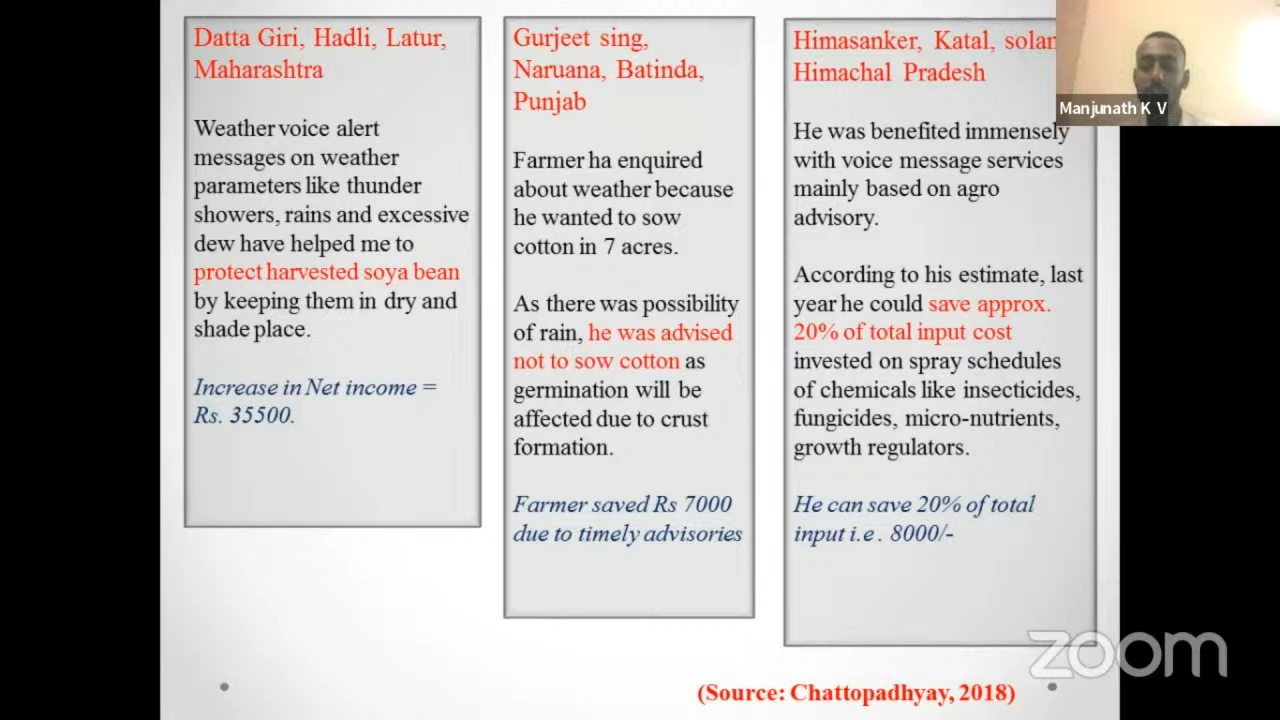 Datta Giri, Hadli, Latur,
Maharashtra
Weather voice alert
messages on weather
parameters like thunder
showers, rains and excessive
dew have helped me to
protect harvested soya bean
by keeping them in dry and
shade place.
Increase in Net income =
Rs. 35500.
Gurjeet sing,
Naruana, Batinda,
Punjab
Farmer ha enquired
about weather because
he wanted to sow
cotton in 7 acres.
As there was possibility
of rain, he was advised
not to sow cotton as
germination will be
affected due to crust
formation.
Farmer saved Rs 7000
due to timely advisories
Himasanker, Katal, solan
Himachal Pradesh
He was benefited immensely
with voice message services
mainly based on agro
advisory.
According to his estimate, last
year he could save approx.
20% of total input cost
invested on spray schedules
of chemicals like insecticides,
fungicides, micro-nutrients,
growth regulators.
He can save 20% of total
input i.e. 8000/-
Manjunath K V
zoom
(Source: Chattopadhyay, 2018)